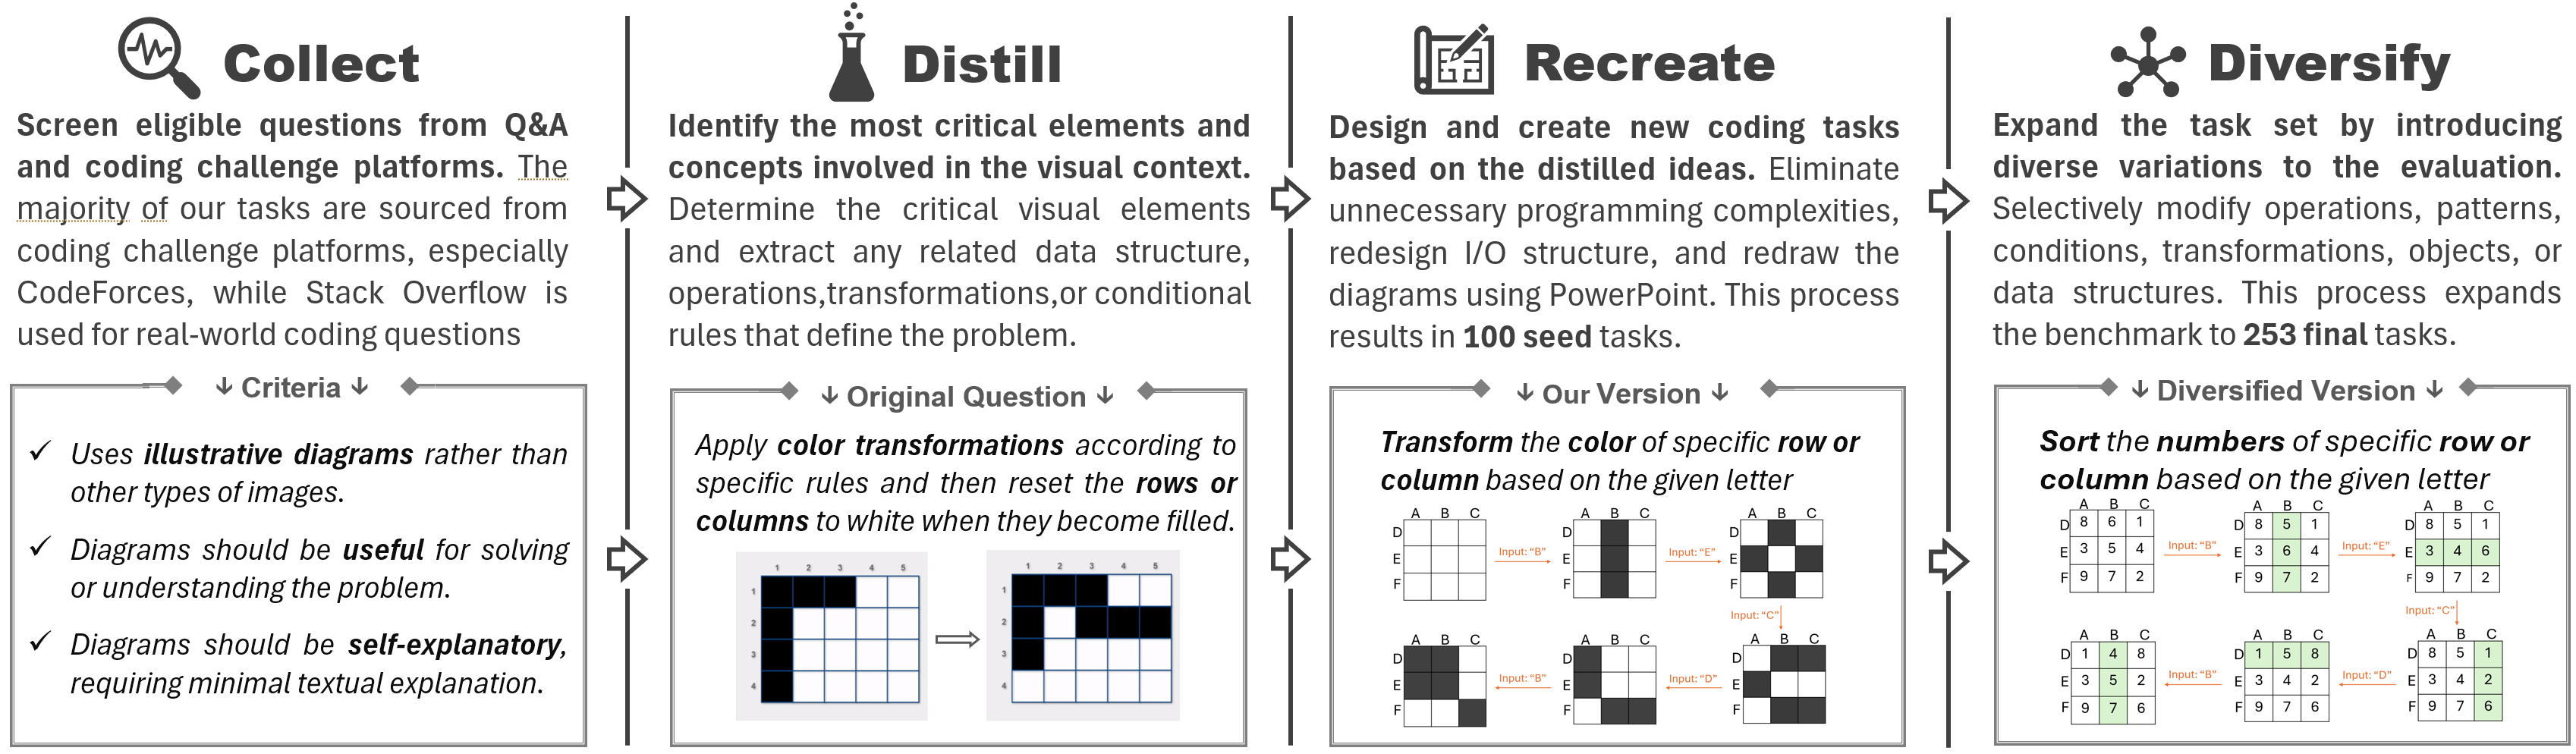 Collect
Screen eligible questions from Q&A
and coding challenge platforms. The
majority of our tasks are sourced from
coding challenge platforms, especially
CodeForces, while Stack Overflow is
used for real-world coding questions
↓ Criteria ↓
✓ Uses illustrative diagrams rather than
other types of images.
✓ Diagrams should be useful for solving
or understanding the problem.
✓ Diagrams should be self-explanatory,
requiring minimal textual explanation.
Distill
Identify the most critical elements and
concepts involved in the visual context.
Determine the critical visual elements
and extract any related data structure,
operations,transformations,or conditional
rules that define the problem.
↓ Original Question ↓
Apply color transformations according to
specific rules and then reset the rows or
columns to white when they become filled.
1 2 3 4 5
1
2
3
4
1 2 3 4 5
1
2
3
4
Recreate
Design and create new coding tasks
based on the distilled ideas. Eliminate
unnecessary programming complexities,
redesign I/O structure, and redraw the
diagrams using PowerPoint. This process
results in 100 seed tasks.
↓ Our Version ↓
Transform the color of specific row or
column based on the given letter
A B C
D
E
F
Input: "B"
A B C
D
E
F
Input: "E"
A B C
D
E
F
Input: "C"
A B C
D
E
F
Input: "D"
A B C
D
E
F
Input: "B"
A B C
D
E
F
Diversify
Expand the task set by introducing
diverse variations to the evaluation.
Selectively modify operations, patterns,
conditions, transformations, objects, or
data structures. This process expands
the benchmark to 253 final tasks.
↓ Diversified Version ↓
Sort the numbers of specific row or
column based on the given letter
A B C
D 8 6 1
E 3 5 4
F 9 7 2
Input: "B"
A B C
D 8 5 1
E 3 6 4
F 9 7 2
Input: "E"
A B C
D 8 5 1
E 3 4 6
F 9 7 2
Input: "C"
A B C
D 8 5 1
E 3 4 2
F 9 7 6
Input: "D"
A B C
D 1 5 8
E 3 4 2
F 9 7 6
Input: "B"
A B C
D 1 4 8
E 3 5 2
F 9 7 6